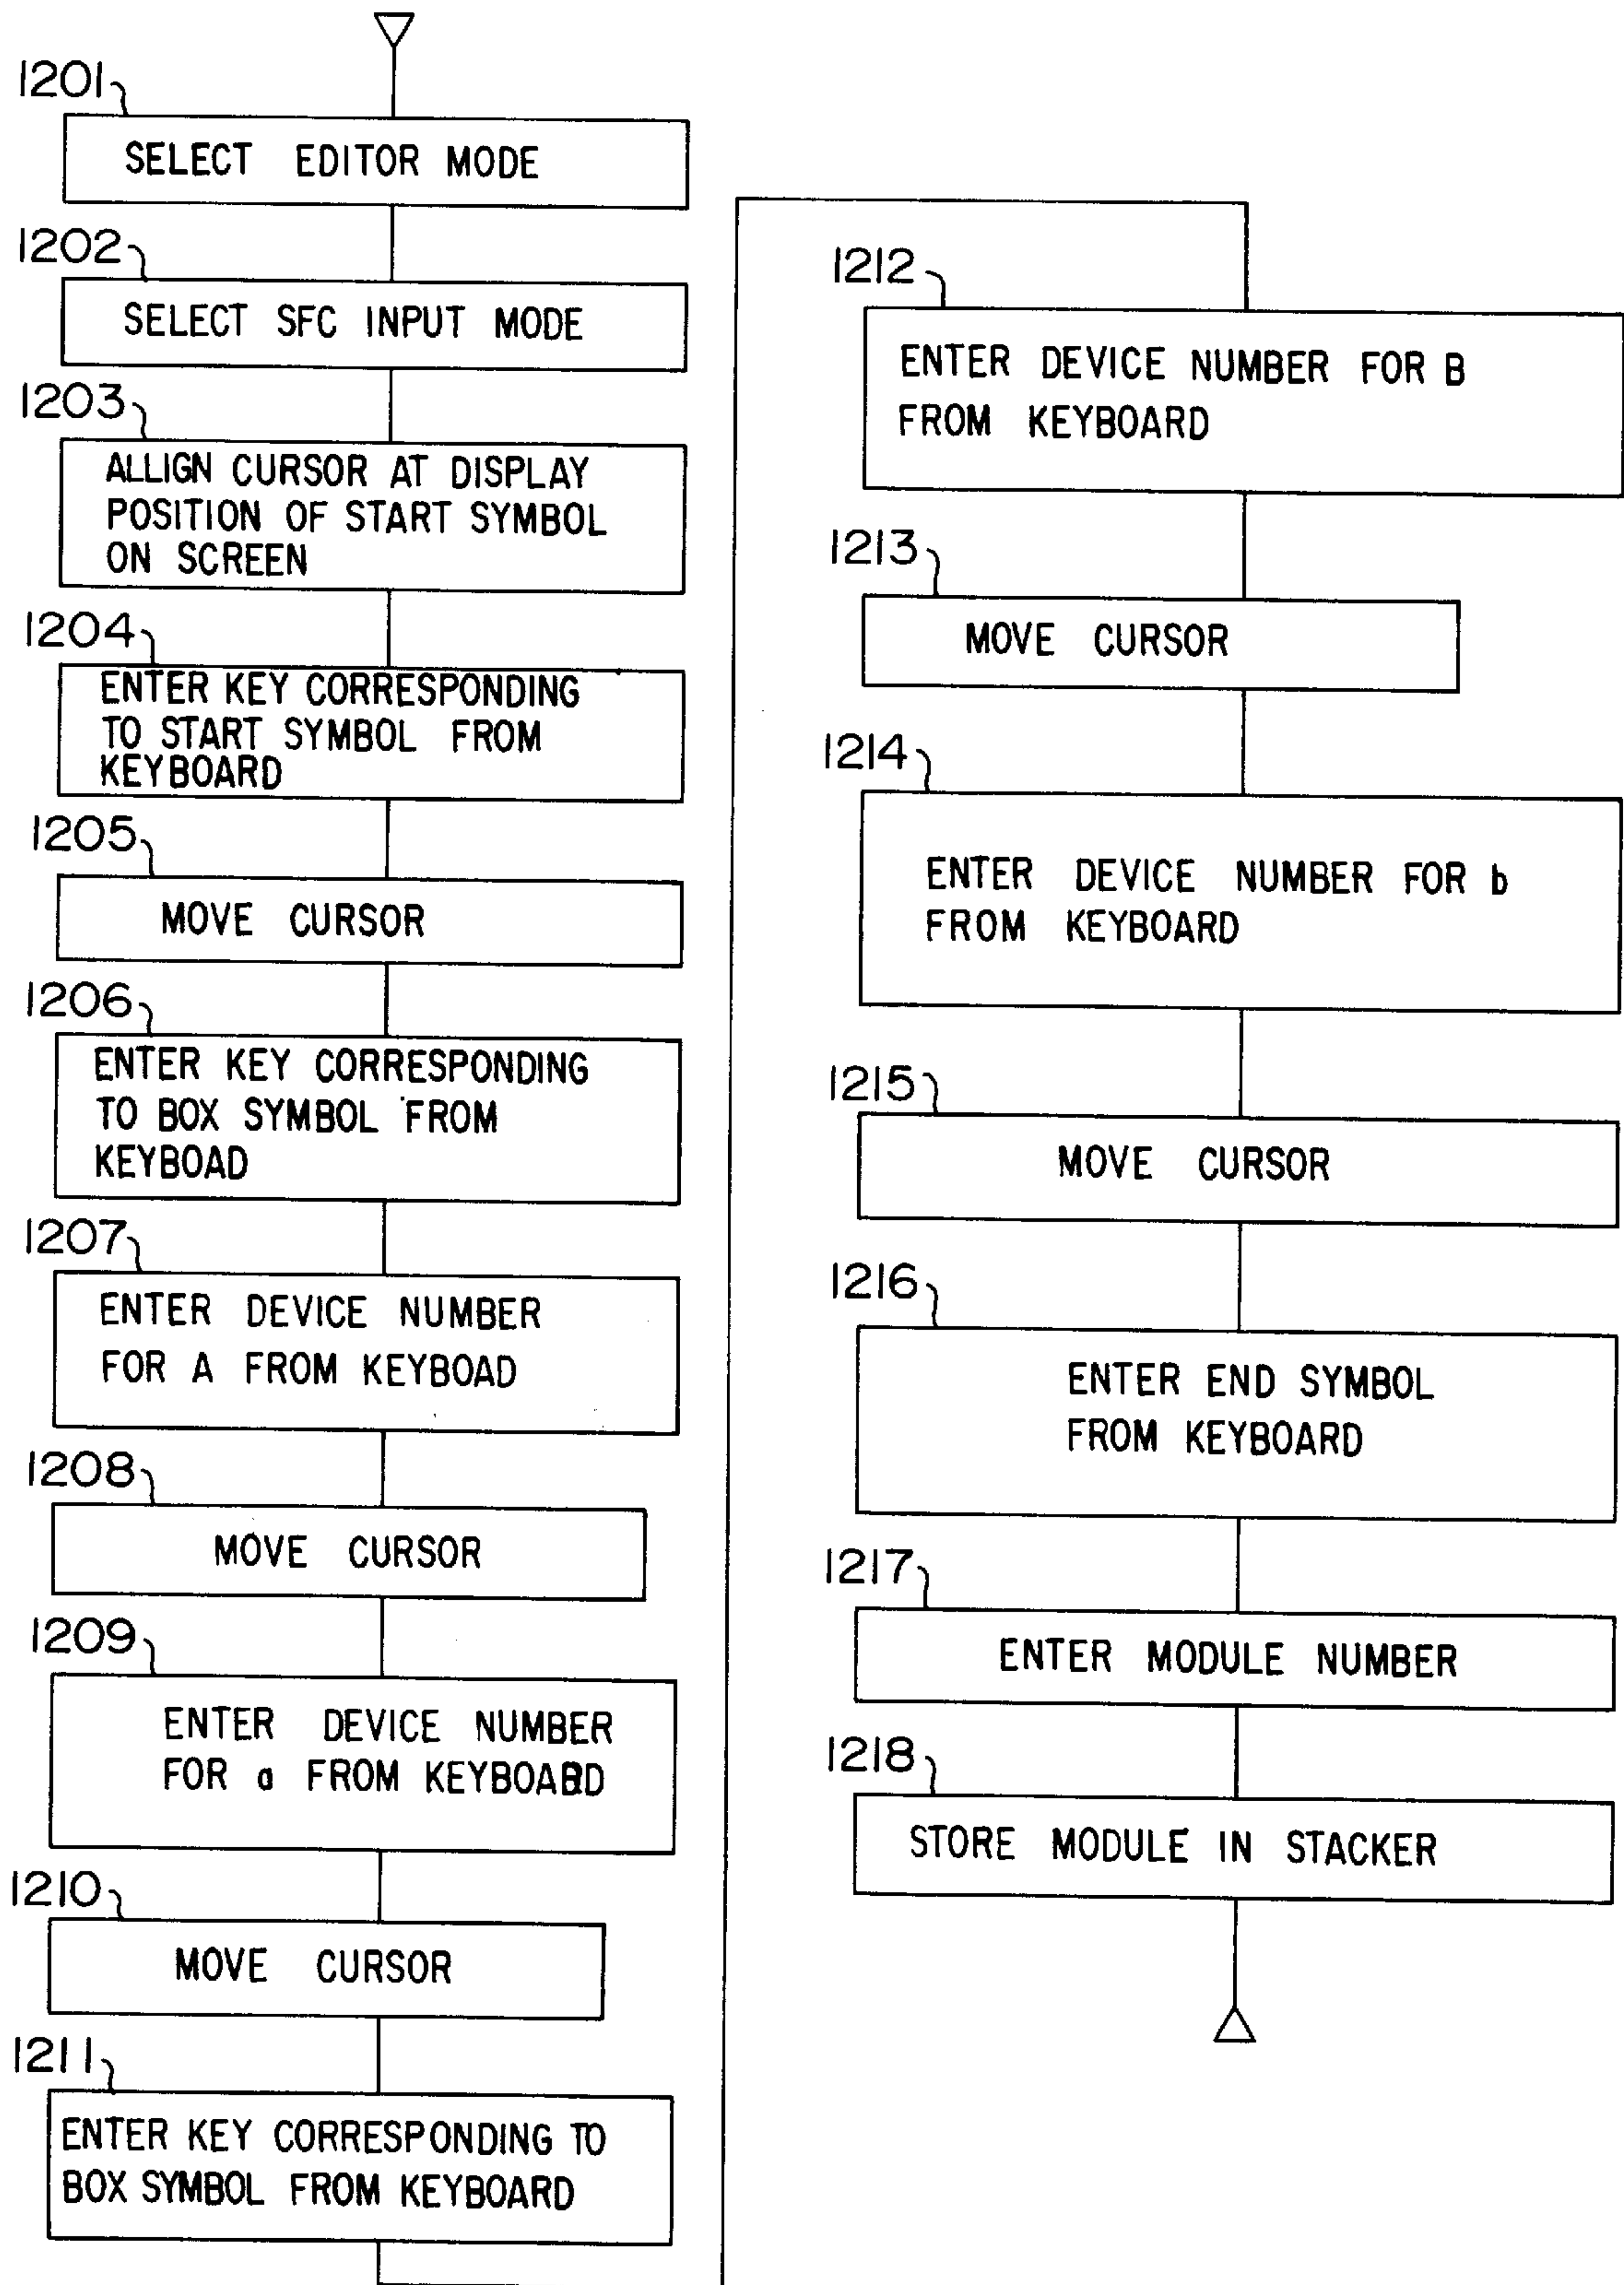 1201
SELECT EDITOR MODE
1202
SELECT SFC INPUT MODE
1203
ALLIGN CURSOR AT DISPLAY
POSITION OF START SYMBOL
ON SCREEN
1204
ENTER KEY CORRESPONDING
TO START SYMBOL FROM
KEYBOARD
1205
MOVE CURSOR
1206
ENTER KEY CORRESPONDING
TO BOX SYMBOL FROM
KEYBOAD
1207
ENTER DEVICE NUMBER
FOR A FROM KEYBOAD
1208
MOVE CURSOR
1209
ENTER DEVICE NUMBER
FOR a FROM KEYBOARD
1210
MOVE CURSOR
1211
ENTER KEY CORRESPONDING TO
BOX SYMBOL FROM KEYBOARD
1212
ENTER DEVICE NUMBER FOR B
FROM KEYBOARD
1213
MOVE CURSOR
1214
ENTER DEVICE NUMBER FOR b
FROM KEYBOARD
1215
MOVE CURSOR
1216
ENTER END SYMBOL
FROM KEYBOARD
1217
ENTER MODULE NUMBER
1218
STORE MODULE IN STACKER